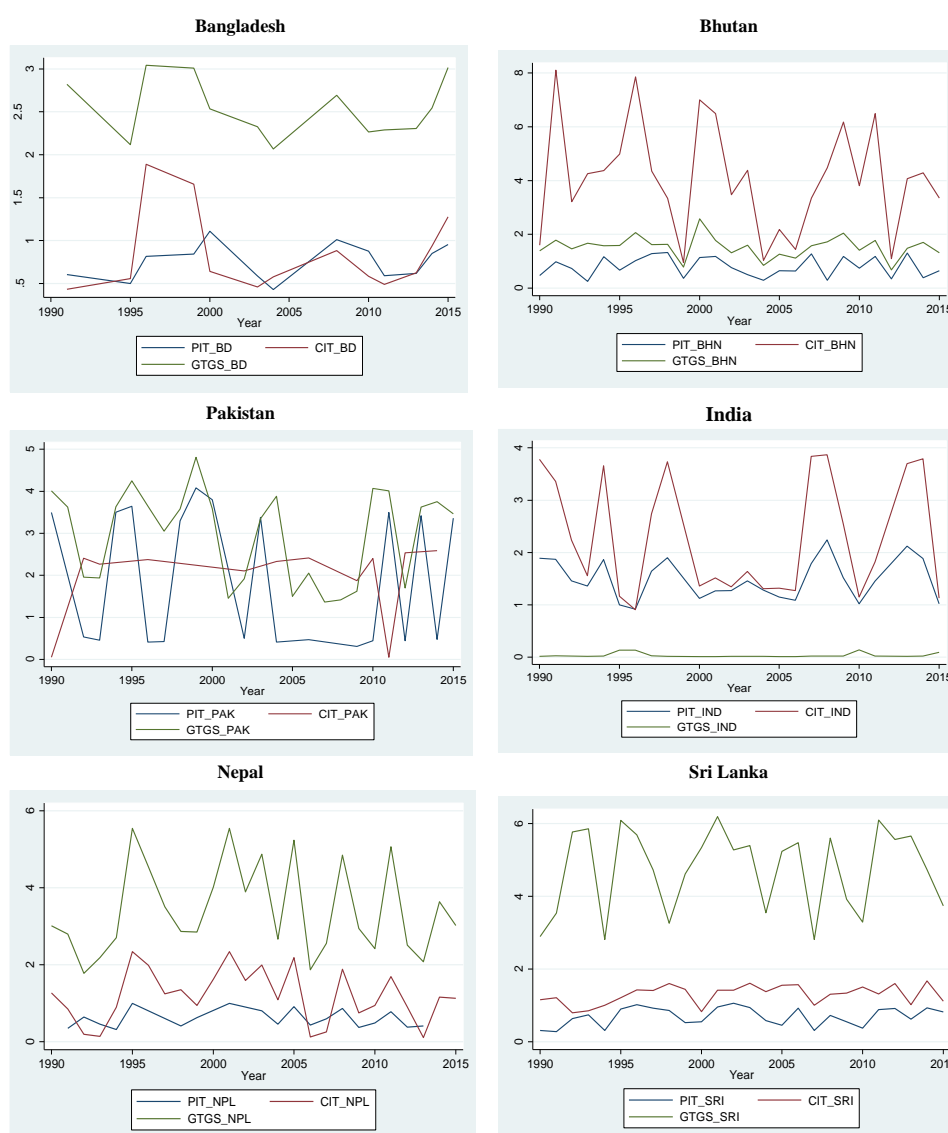 Bangladesh
3
2.5
2
1.5
1
.5
1990 1995 2000 2005 2010 2015
Year
PIT_BD CIT_BD
GTGS_BD
Bhutan
8
6
4
2
0
1990 1995 2000 2005 2010 2015
Year
PIT_BHN CIT_BHN
GTGS_BHN
Pakistan
5
4
3
2
1
0
1990 1995 2000 2005 2010 2015
Year
PIT_PAK CIT_PAK
GTGS_PAK
India
4
3
2
1
0
1990 1995 2000 2005 2010 2015
Year
PIT_IND CIT_IND
GTGS_IND
Nepal
6
4
2
0
1990 1995 2000 2005 2010 2015
Year
PIT_NPL CIT_NPL
GTGS_NPL
Sri Lanka
6
4
2
0
1990 1995 2000 2005 2010 2015
Year
PIT_SRI CIT_SRI
GTGS_SRI